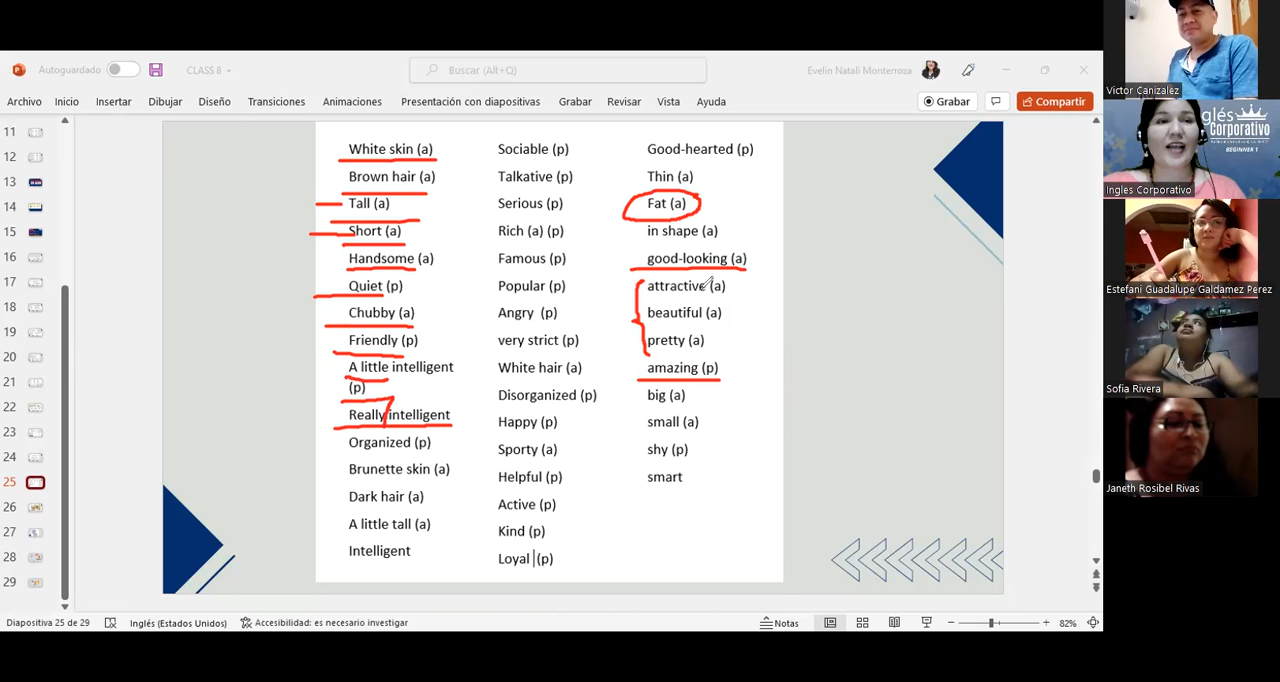 Autoguardado
CLASS 8
Buscar (Alt+Q)
Evelin Natali Monterroza
Archivo Inicio Insertar Dibujar Diseño Transiciones Animaciones Presentación con diapositivas Grabar Revisar Vista Ayuda
Grabar
Compartir
11
12
13
14
15
16
17
18
19
20
21
22
23
24
25
26
27
28
29
White skin (a)
Brown hair (a)
Tall (a)
Short (a)
Handsome (a)
Quiet (p)
Chubby (a)
Friendly (p)
A little intelligent
(p)
Really intelligent
Organized (p)
Brunette skin (a)
Dark hair (a)
A little tall (a)
Intelligent
Sociable (p)
Talkative (p)
Serious (p)
Rich (a) (p)
Famous (p)
Popular (p)
Angry (p)
very strict (p)
White hair (a)
Disorganized (p)
Happy (p)
Sporty (a)
Helpful (p)
Active (p)
Kind (p)
Loyal (p)
Good-hearted (p)
Thin (a)
Fat (a)
in shape (a)
good-looking (a)
attractive (a)
beautiful (a)
pretty (a)
amazing (p)
big (a)
small (a)
shy (p)
smart
Diapositiva 25 de 29
Inglés (Estados Unidos)
Accesibilidad: es necesario investigar
Notas
82%
Victor Canizalez
glés
Corporativo
BEGINNER 1
Ingles Corporativo
Estefani Guadalupe Galdamez Perez
Sofia Rivera
Janeth Rosibel Rivas